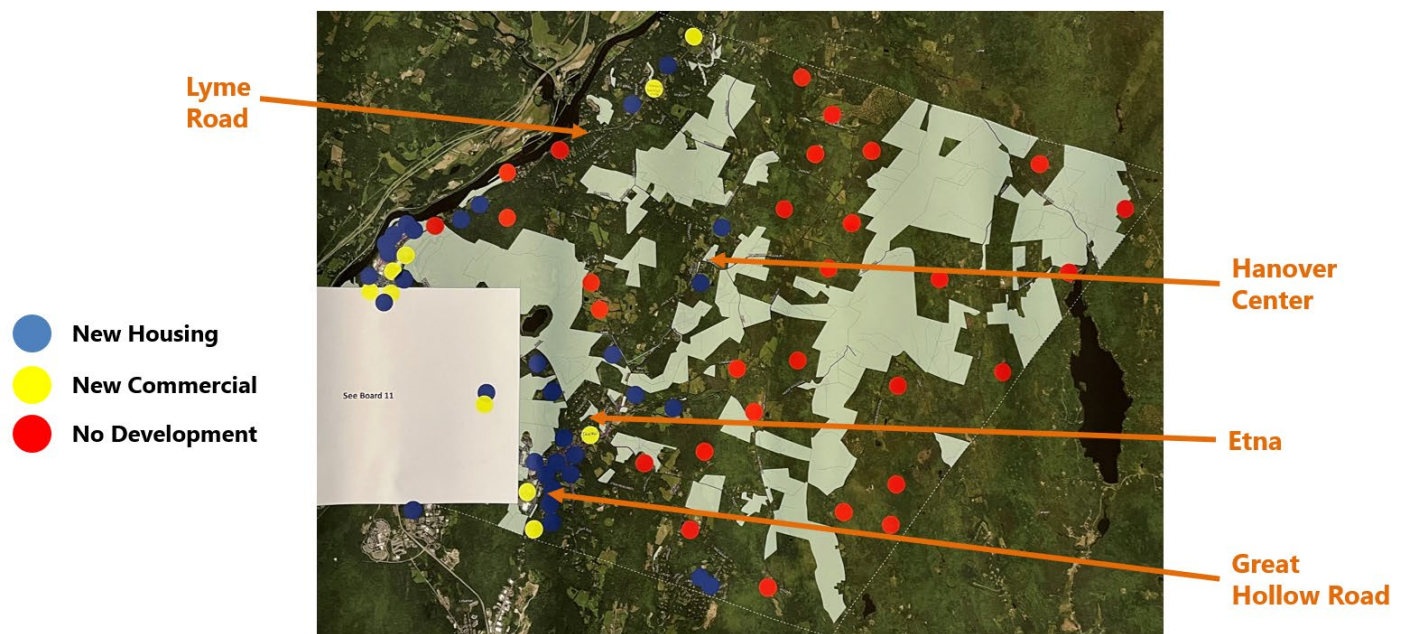 Lyme
Road
Hanover
Center
New Housing
New Commercial
See Board 11
No Development
Etna
Great
Hollow Road